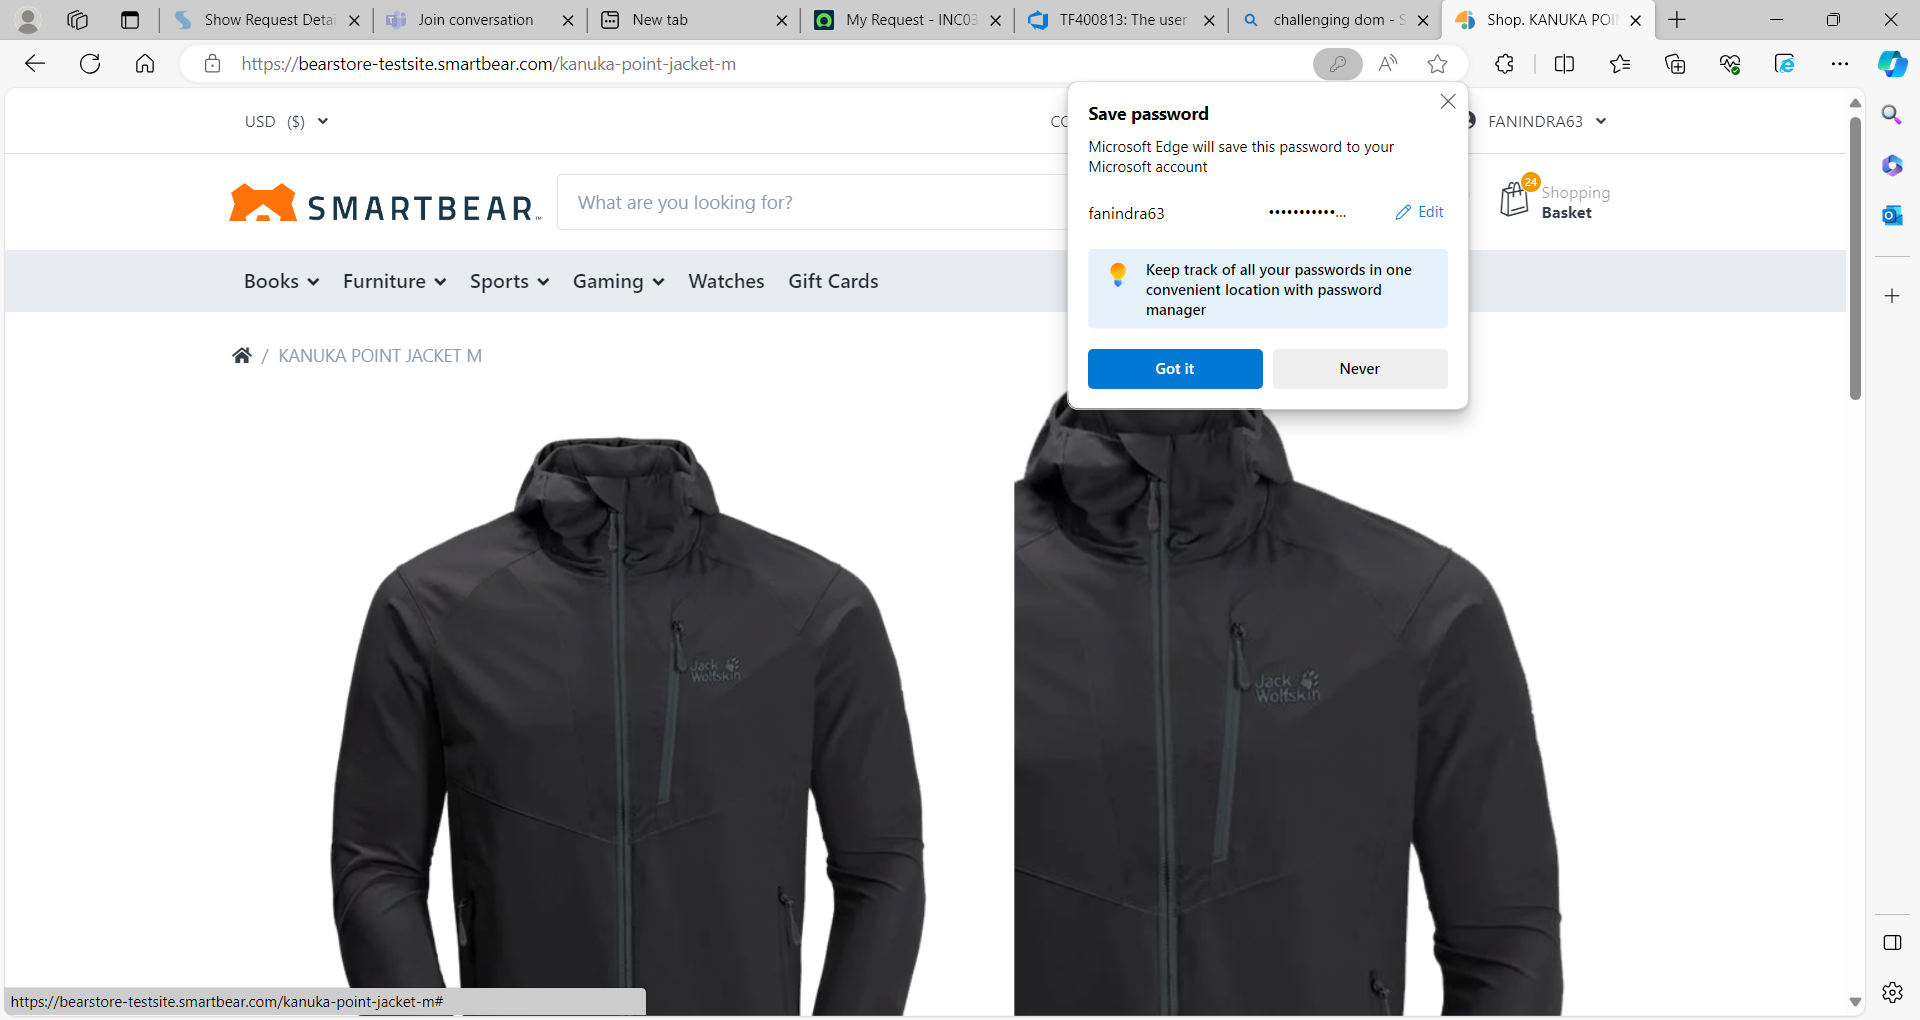 Show Request Detai
Join conversation
New tab
My Request - INC03
TF400813: The user
challenging dom - S
Shop. KANUKA POI
https://bearstore-testsite.smartbear.com/kanuka-point-jacket-m
USD ($)
FANINDRA63
SMARTBEAR
What are you looking for?
24
Shopping
Basket
Save password
Microsoft Edge will save this password to your
Microsoft account
fanindra63
Edit
Keep track of all your passwords in one
convenient location with password
manager
Got it
Never
Books
Furniture
Sports
Gaming
Watches
Gift Cards
/ KANUKA POINT JACKET M
Jack
Wolfskin
Jack
Wolfskin
https://bearstore-testsite.smartbear.com/kanuka-point-jacket-m#